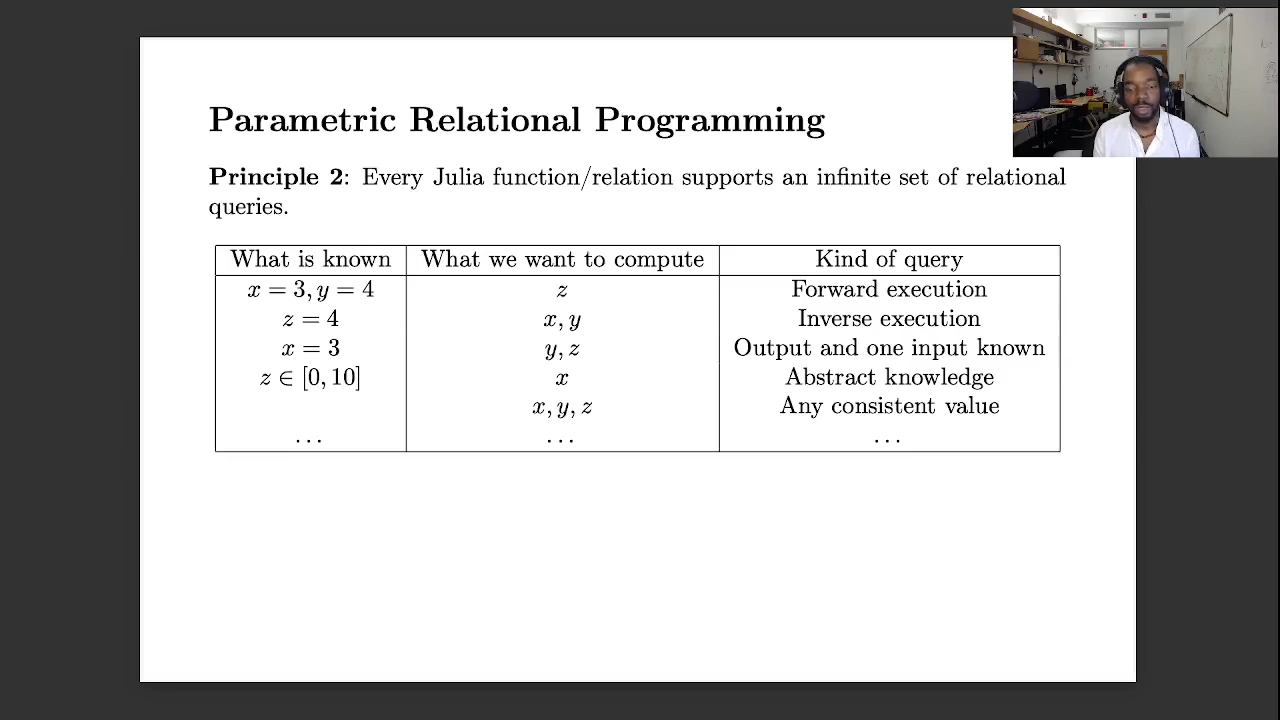 Parametric Relational Programming
Principle 2: Every Julia function/relation supports an infinite set of relational
queries.
What is known What we want to compute Kind of query
x = 3, y = 4 z Forward execution
z = 4 x, y Inverse execution
x = 3 y, z Output and one input known
z ∈ [0, 10] x Abstract knowledge
x, y, z Any consistent value
... ... ...